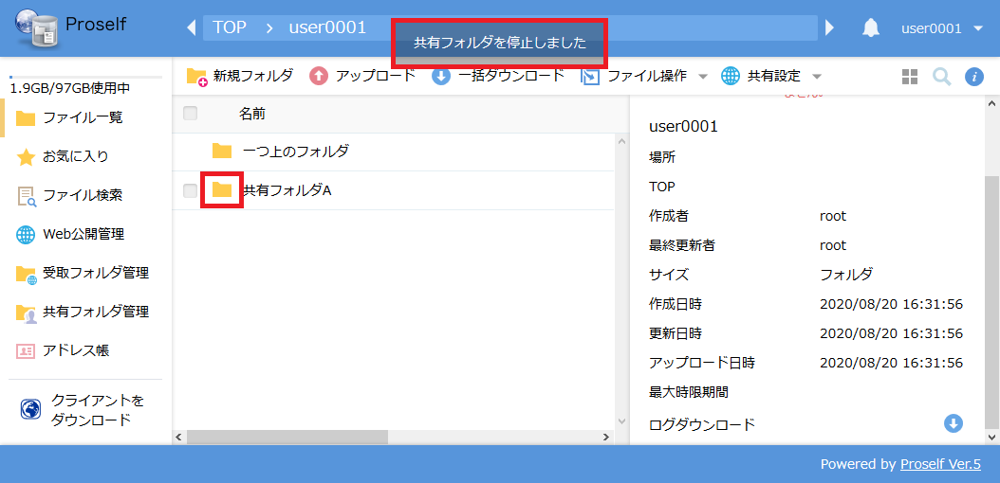 Proself
TOP > user0001
共有フォルダを停止しました
user0001
1.9GB/97GB使用中
新規フォルダ
アップロード
一括ダウンロード
ファイル操作
共有設定
ファイル一覧
お気に入り
ファイル検索
Web公開管理
受取フォルダ管理
共有フォルダ管理
アドレス帳
クライアントを
ダウンロード
名前
一つ上のフォルダ
共有フォルダA
ません。
user0001
場所
TOP
作成者 root
最終更新者 root
サイズ フォルダ
作成日時 2020/08/20 16:31:56
更新日時 2020/08/20 16:31:56
アップロード日時 2020/08/20 16:31:56
最大時限期間
ログダウンロード
Powered by Proself Ver.5